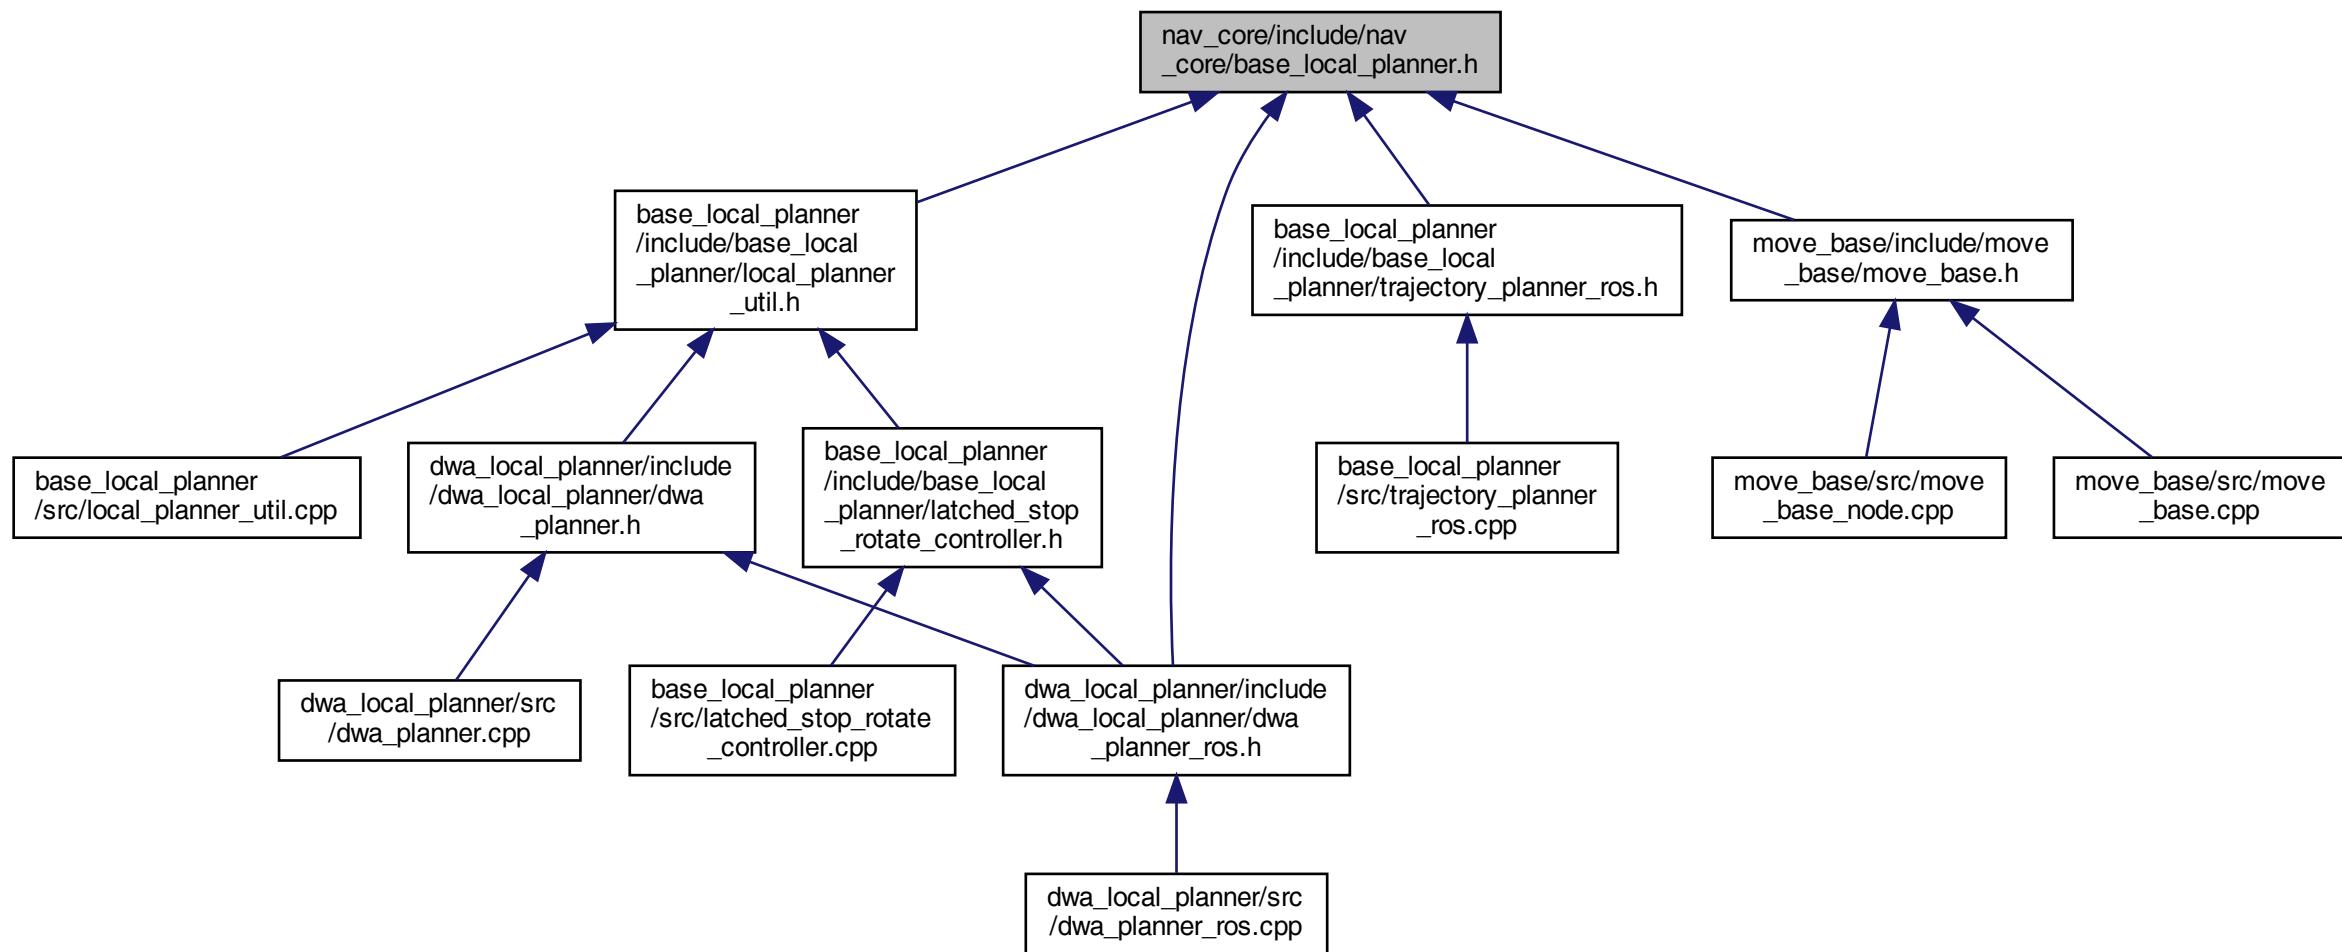 nav_core/include/nav
_core/base_local_planner.h
base_local_planner
/include/base_local
_planner/local_planner
_util.h
base_local_planner
/include/base_local
_planner/trajectory_planner_ros.h
move_base/include/move
_base/move_base.h
base_local_planner
/src/local_planner_util.cpp
dwa_local_planner/include
/dwa_local_planner/dwa
_planner.h
base_local_planner
/include/base_local
_planner/latched_stop
_rotate_controller.h
base_local_planner
/src/trajectory_planner
_ros.cpp
move_base/src/move
_base_node.cpp
move_base/src/move
_base.cpp
dwa_local_planner/src
/dwa_planner.cpp
base_local_planner
/src/latched_stop_rotate
_controller.cpp
dwa_local_planner/include
/dwa_local_planner/dwa
_planner_ros.h
dwa_local_planner/src
/dwa_planner_ros.cpp